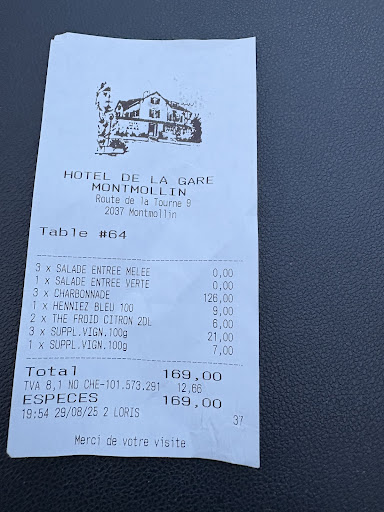 HOTEL DE LA GARE
MONTMOLLIN
Route de la Tourne 9
2037 Montmollin
Table #64
3 x SALADE ENTREE MELEE 0,00
1 x SALADE ENTREE VERTE 0,00
3 x CHARBONNADE 126,00
1 x HENNIEZ BLEU 100 9,00
2 x THE FROID CITRON 2DL 6,00
3 x SUPPL.VIGN.100g 21,00
1 x SUPPL.VIGN.100g 7,00
Total 169,00
TVA 8,1 NO CHE-101.573.291 12,66
ESPECES 169,00
19:54 29/08/25 2 LORIS 37
Merci de votre visite